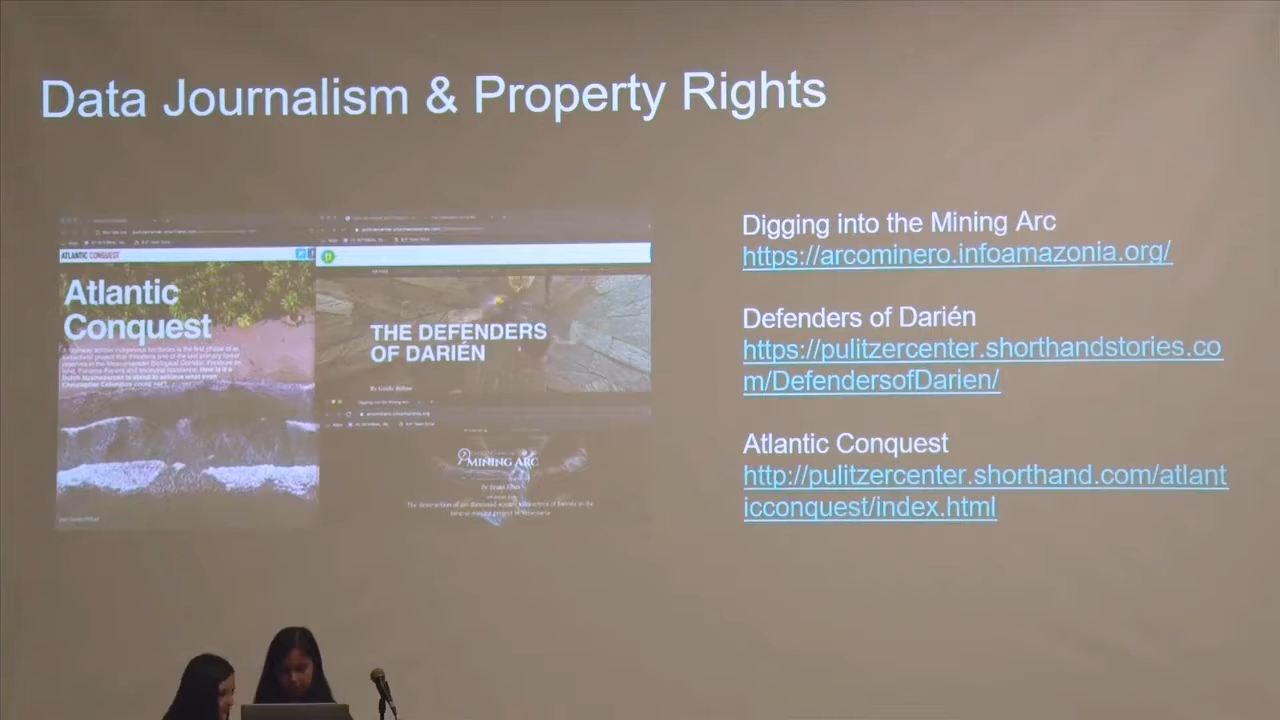 Data Journalism & Property Rights
ATLANTIC CONQUEST
Atlantic
Conquest
THE DEFENDERS
OF DARIÉN
MINING ARC
Digging into the Mining Arc
https://arcominero.infoamazonia.org/
Defenders of Darién
https://pulitzercenter.shorthandstories.co
m/DefendersofDarien/
Atlantic Conquest
http://pulitzercenter.shorthand.com/atlant
icconquest/index.html